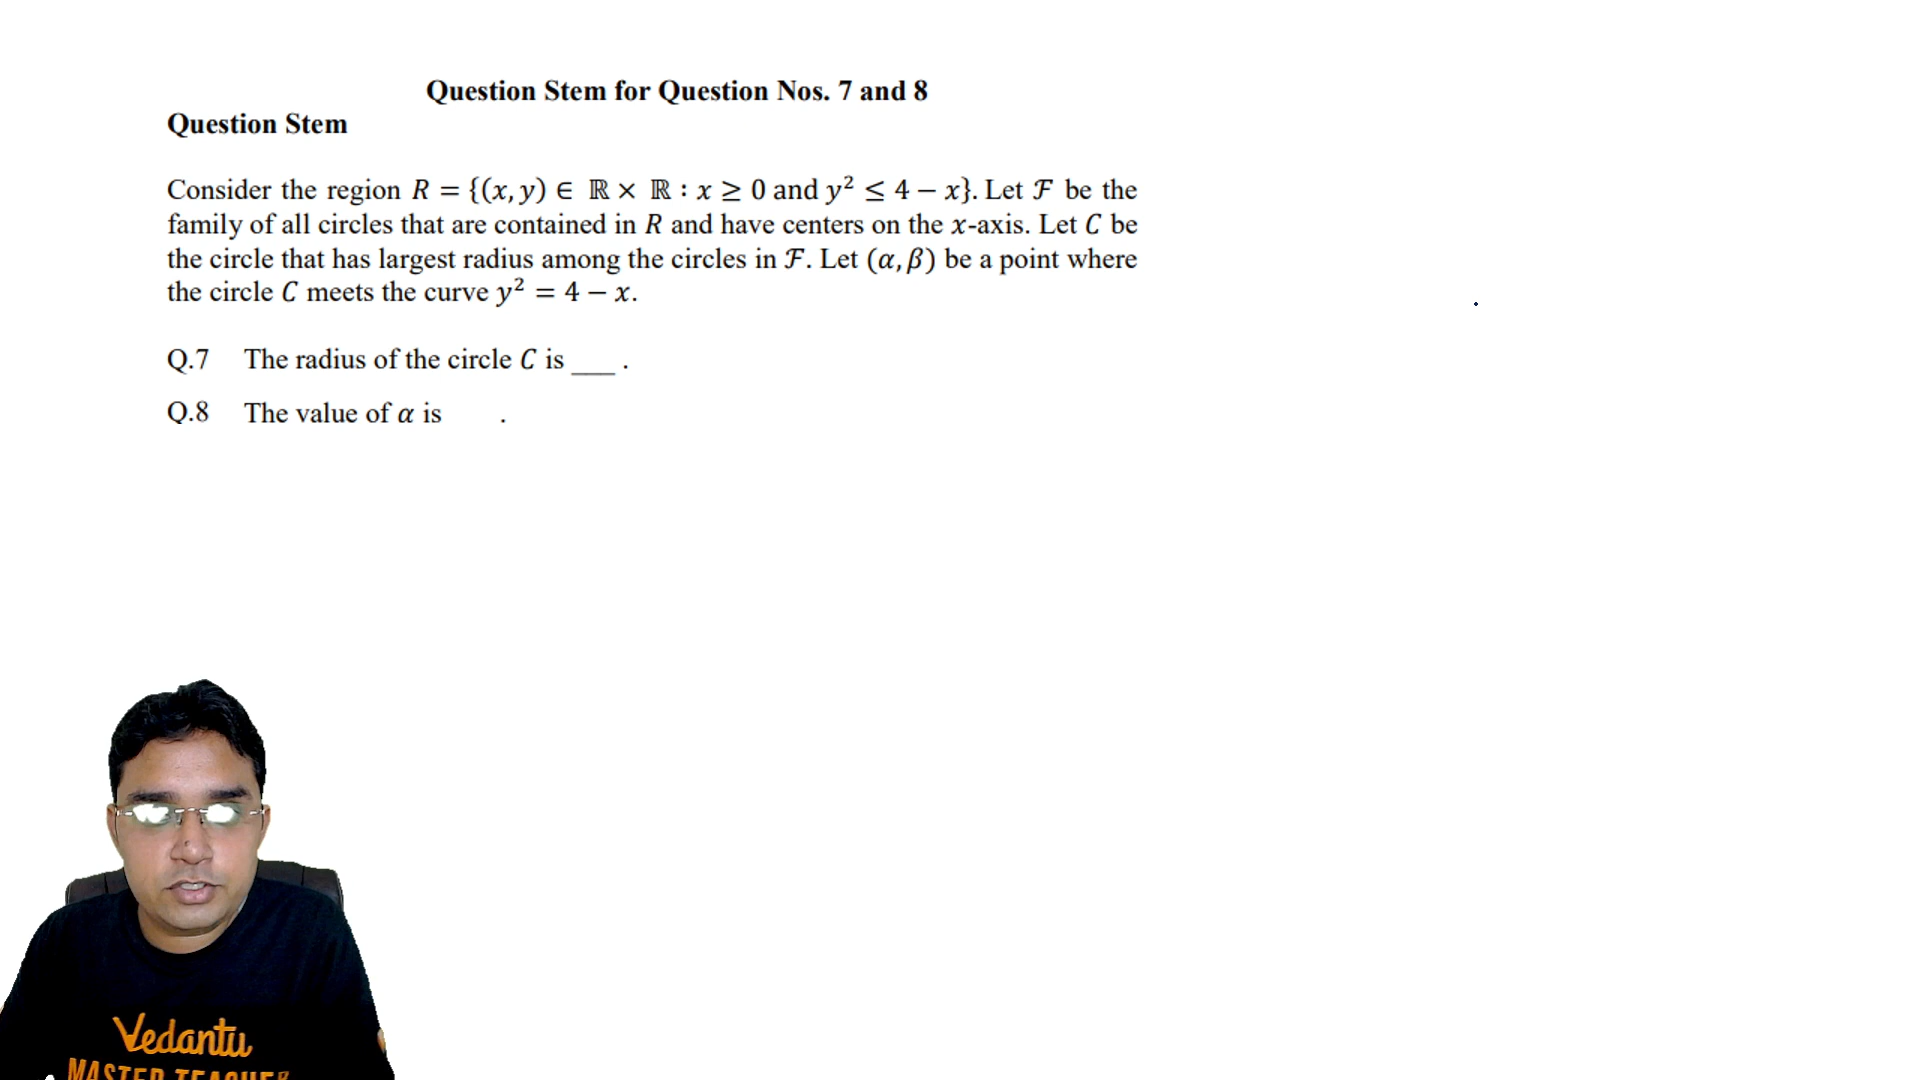 Question Stem for Question Nos. 7 and 8
Question Stem
Consider the region R = {(x, y) ∈ ℝ × ℝ : x ≥ 0 and y² ≤ 4 − x}. Let ℱ be the
family of all circles that are contained in R and have centers on the x-axis. Let C be
the circle that has largest radius among the circles in ℱ. Let (α, β) be a point where
the circle C meets the curve y² = 4 − x.
Q.7 The radius of the circle C is ___ .
Q.8 The value of α is .
Vedantu
MASTER TEACHER